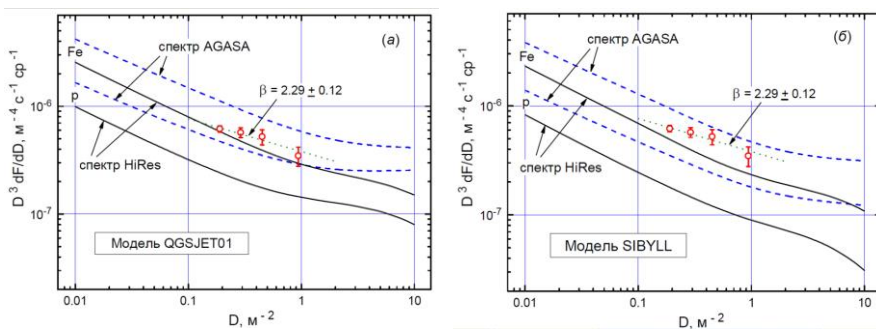 (а)
спектр AGASA
Fe
p
β = 2.29 ± 0.12
спектр HiRes
Модель QGSJET01
D³ dF/dD, м⁻⁴ с⁻¹ ср⁻¹
10⁻⁶
10⁻⁷
0.01 0.1 1 10
D, м⁻²
(б)
спектр AGASA
Fe
p
β = 2.29 ± 0.12
спектр HiRes
Модель SIBYLL
D³ dF/dD, м⁻⁴ с⁻¹ ср⁻¹
10⁻⁶
10⁻⁷
0.01 0.1 1 10
D, м⁻²